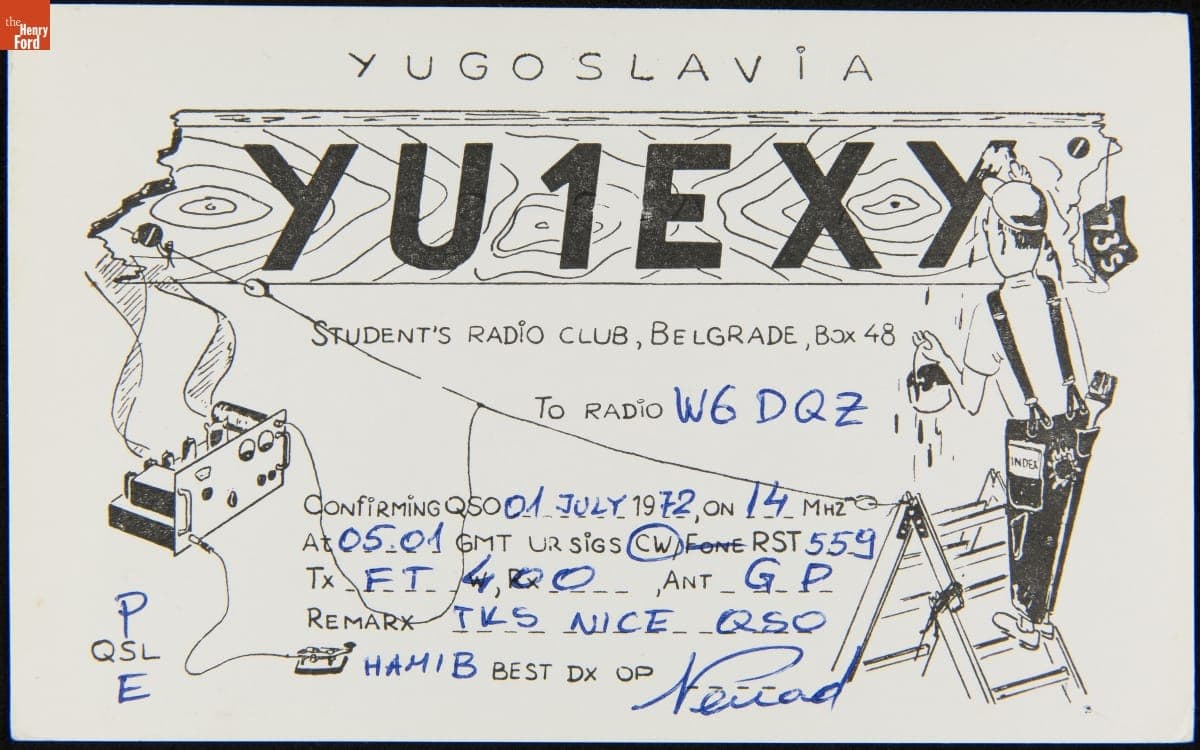 the
Henry
Ford
YUGOSLAVIA
YU1EXY
73's
STUDENT'S RADIO CLUB, BELGRADE, BOX 48
TO RADIO W6DQZ
INDEX
CONFIRMING QSO 01 JULY 1972, ON 14 MHZ
AT 05.01 GMT UR SIGS CW FONE RST 559
TX FT 400 W, RX , ANT GP
REMARX TKS NICE QSO
P
QSL
E
BEST DX OP Nenad